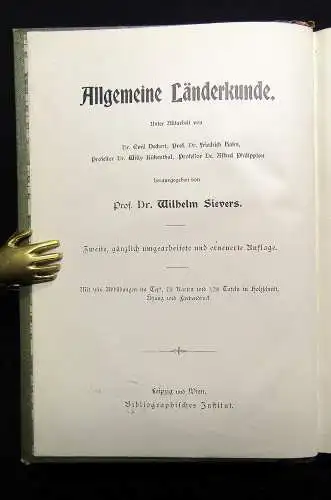 Allgemeine Länderkunde.
Unter Mitarbeit von
Dr. Emil Deckert, Prof. Dr. Friedrich Hahn,
Professor Dr. Willy Kükenthal, Professor Dr. Alfred Philippson
herausgegeben von
Prof. Dr. Wilhelm Sievers.
Zweite, gänzlich umgearbeitete und erneuerte Auflage.
Mit Abbildungen im Text, Karten und Tafeln in Holzschnitt,
Ätzung und Farbendruck.
Leipzig und Wien.
Bibliographisches Institut.